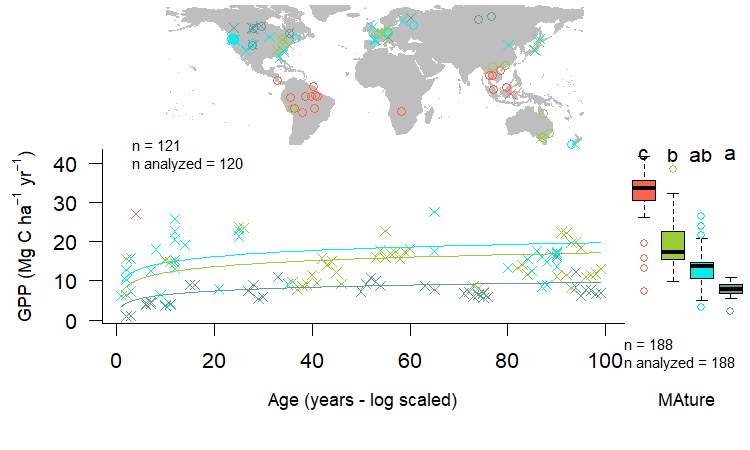 n = 121
n analyzed = 120
c b ab a
GPP (Mg C ha⁻¹ yr⁻¹)
40
30
20
10
0
0 20 40 60 80 100
n = 188
n analyzed = 188
Age (years - log scaled)
MAture